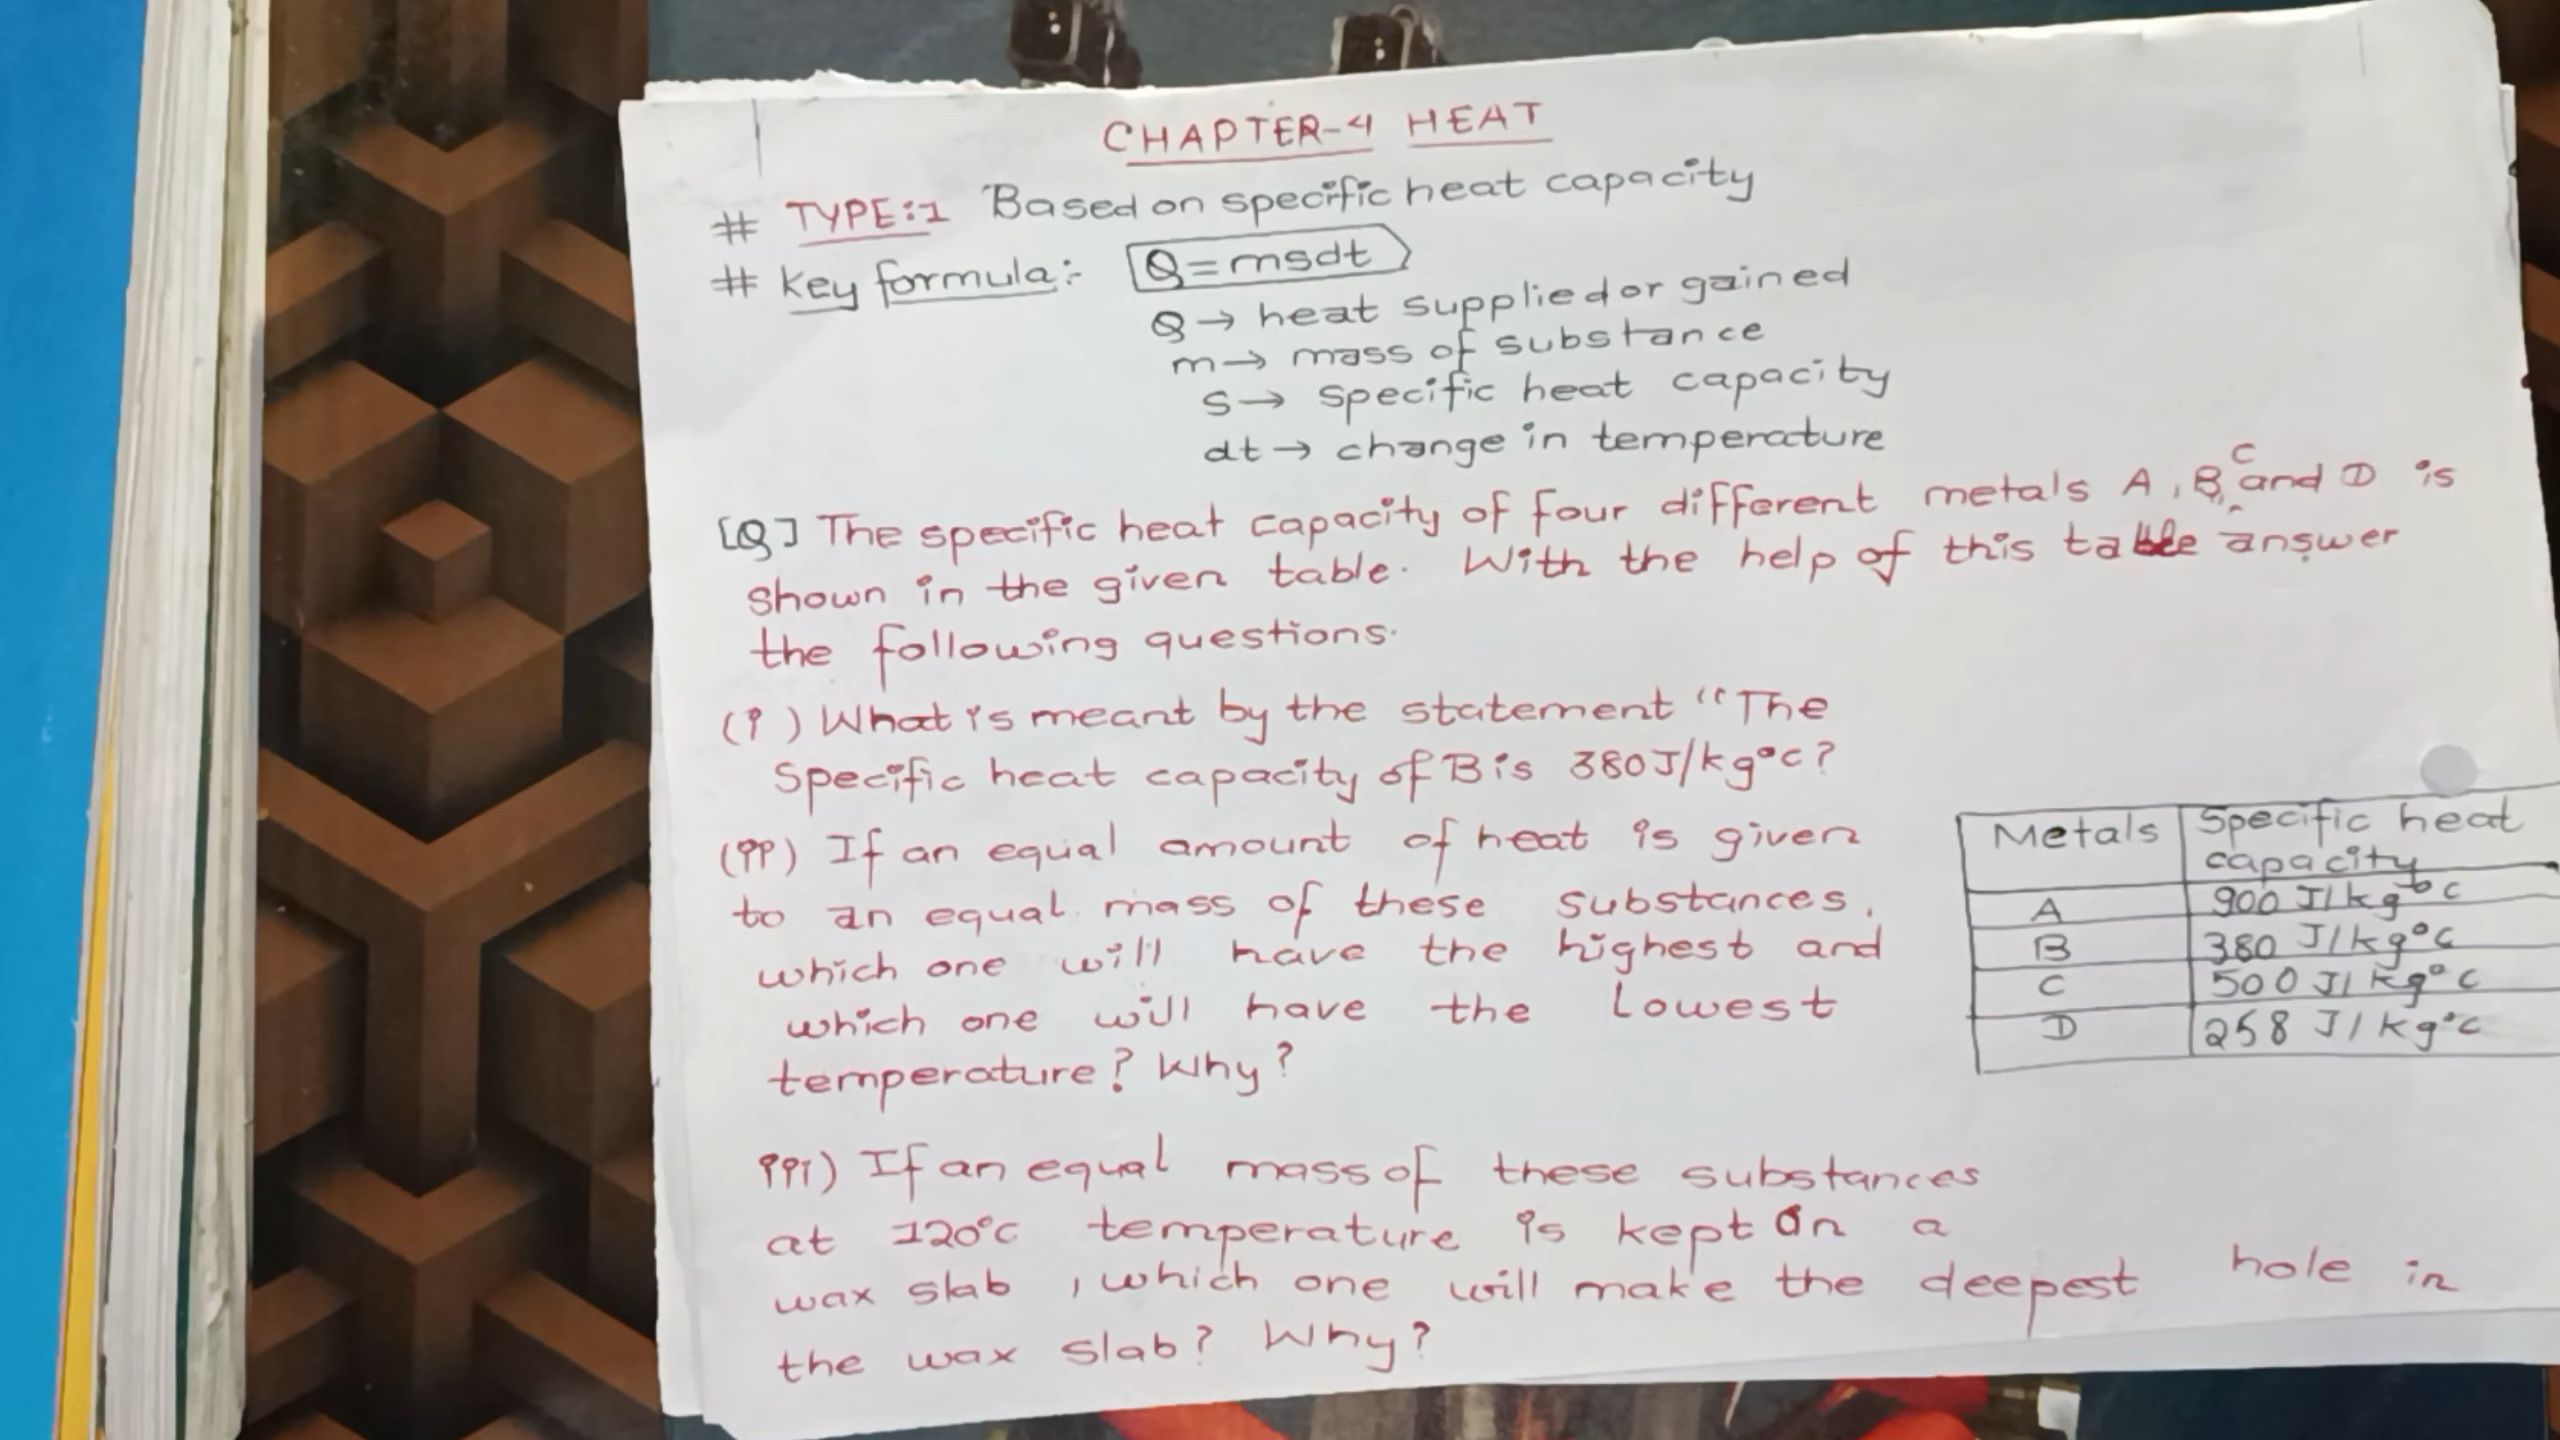 CHAPTER-4 HEAT
# TYPE:1 Based on specific heat capacity
# Key formula:- Q=msdt
Q→ heat supplied or gained
m→ mass of substance
s→ specific heat capacity
dt→ change in temperature
[Q] The specific heat capacity of four different metals A, B, C and D is
shown in the given table. With the help of this table answer
the following questions.
(i) What is meant by the statement "The
specific heat capacity of B is 380J/kg°C?
(ii) If an equal amount of heat is given
to an equal mass of these substances,
which one will have the highest and
which one will have the lowest
temperature? Why?
Metals Specific heat
capacity
A 900 J/kg°C
B 380 J/kg°C
C 500 J/kg°C
D 258 J/kg°C
iii) If an equal mass of these substances
at 120°C temperature is kept on a
wax slab, which one will make the deepest hole in
the wax slab? Why?